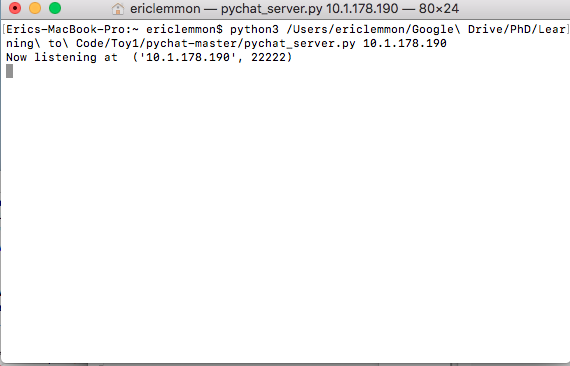 ericlemmon — pychat_server.py 10.1.178.190 — 80×24
[Erics-MacBook-Pro:~ ericlemmon$ python3 /Users/ericlemmon/Google\ Drive/PhD/Lear]
ning\ to\ Code/Toy1/pychat-master/pychat_server.py 10.1.178.190
Now listening at  ('10.1.178.190', 22222)